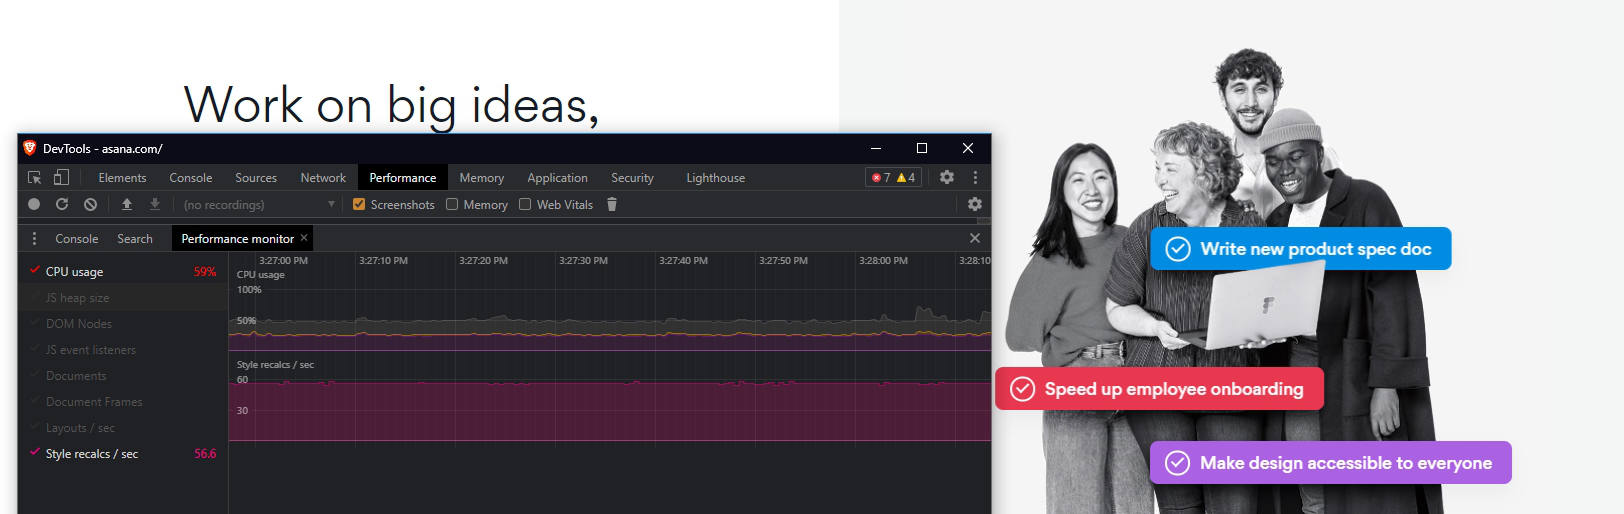 Work on big ideas,
DevTools - asana.com/
Elements Console Sources Network Performance Memory Application Security Lighthouse 7 4
(no recordings) Screenshots Memory Web Vitals
Console Search Performance monitor
CPU usage 59%
JS heap size
DOM Nodes
JS event listeners
Documents
Document Frames
Layouts / sec
Style recalcs / sec 56.6
3:27:00 PM 3:27:10 PM 3:27:20 PM 3:27:30 PM 3:27:40 PM 3:27:50 PM 3:28:00 PM 3:28:10
CPU usage
100%
50%
Style recalcs / sec
60
30
Write new product spec doc
Speed up employee onboarding
Make design accessible to everyone